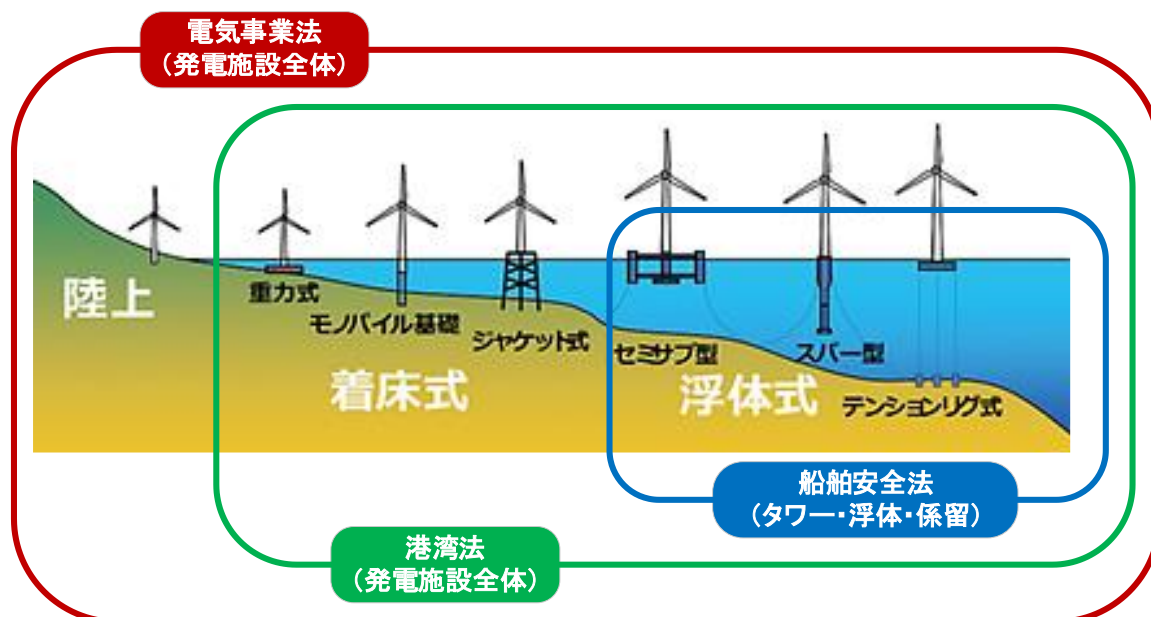 電気事業法
（発電施設全体）
陸上
重力式
モノパイル基礎
ジャケット式
セミサブ型
スパー型
テンションリグ式
着床式
浮体式
船舶安全法
（タワー・浮体・係留）
港湾法
（発電施設全体）